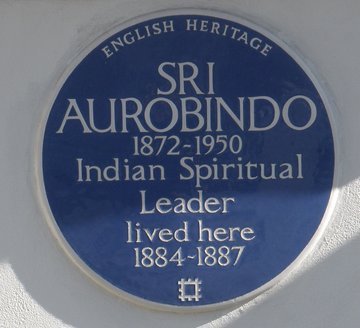 ENGLISH HERITAGE
SRI
AUROBINDO
1872-1950
Indian Spiritual
Leader
lived here
1884-1887